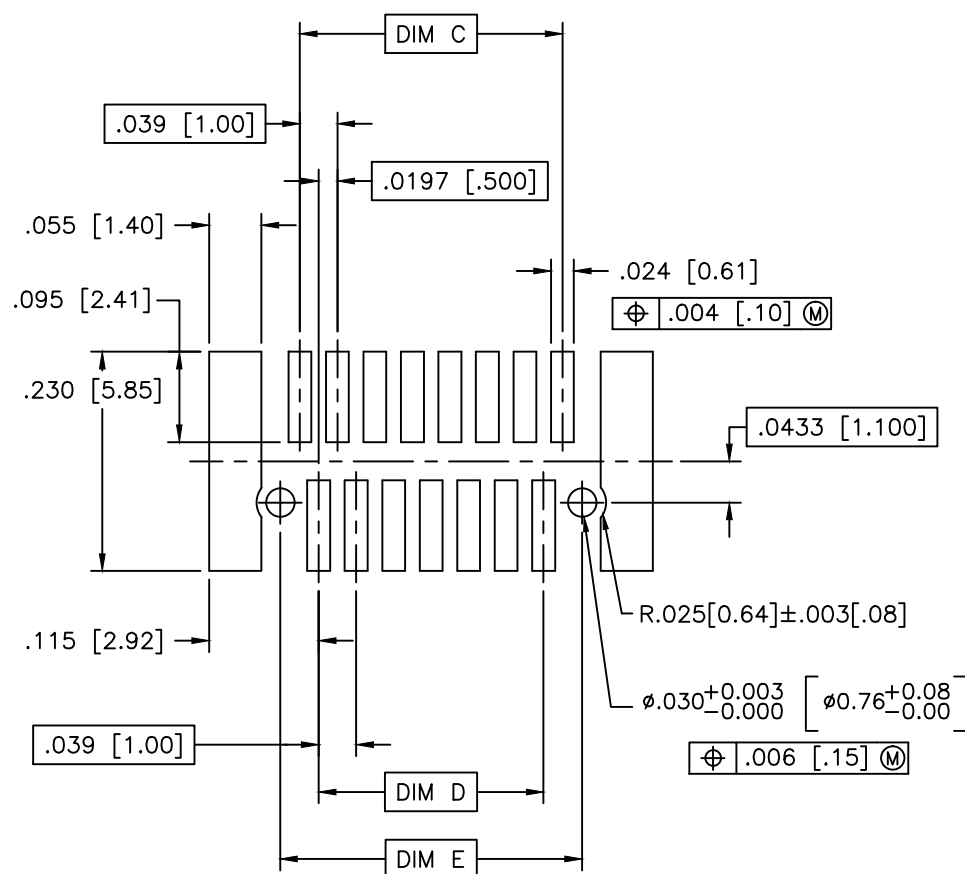 DIM C
.039 [1.00]
.0197 [.500]
.055 [1.40]
.024 [0.61]
.095 [2.41]
⌖ .004 [.10] Ⓜ
.230 [5.85]
.0433 [1.100]
R.025[0.64]±.003[.08]
.115 [2.92]
⌀.030+0.003 -0.000 [⌀0.76+0.08 -0.00]
.039 [1.00]
⌖ .006 [.15] Ⓜ
DIM D
DIM E